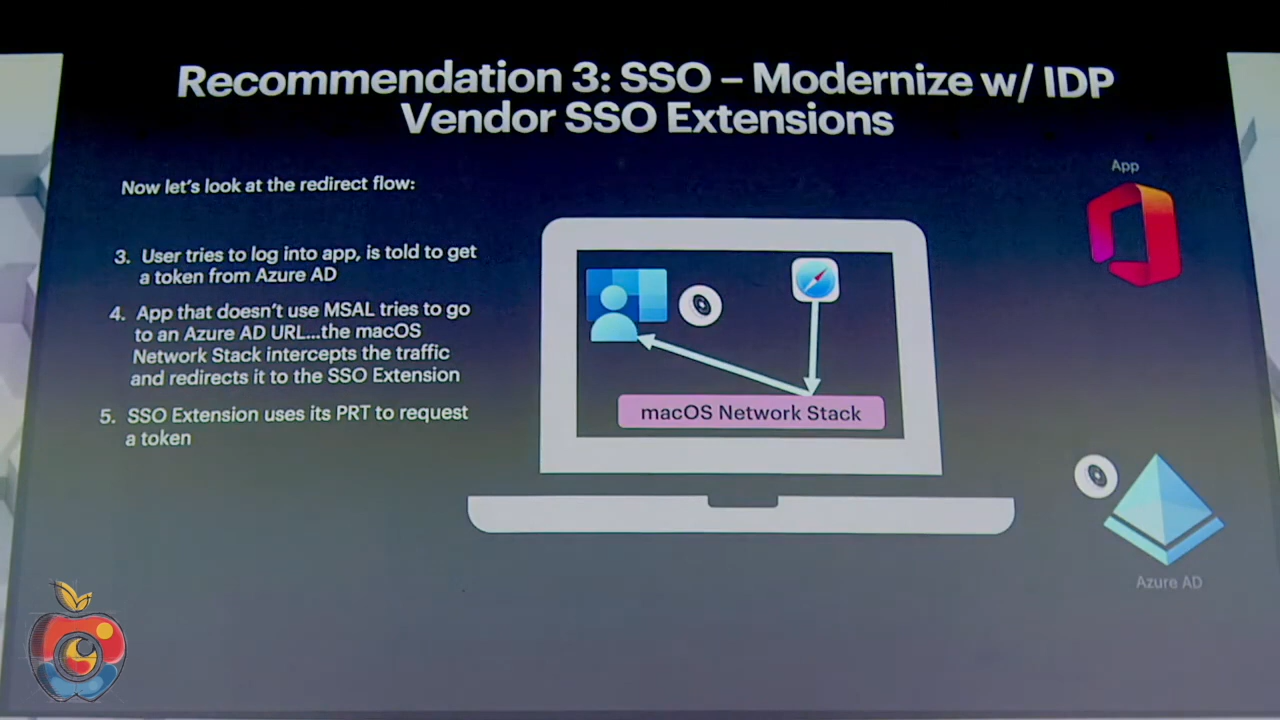 Recommendation 3: SSO – Modernize w/ IDP
Vendor SSO Extensions
Now let's look at the redirect flow:
3. User tries to log into app, is told to get
a token from Azure AD
4. App that doesn't use MSAL tries to go
to an Azure AD URL...the macOS
Network Stack intercepts the traffic
and redirects it to the SSO Extension
5. SSO Extension uses its PRT to request
a token
macOS Network Stack
App
Azure AD